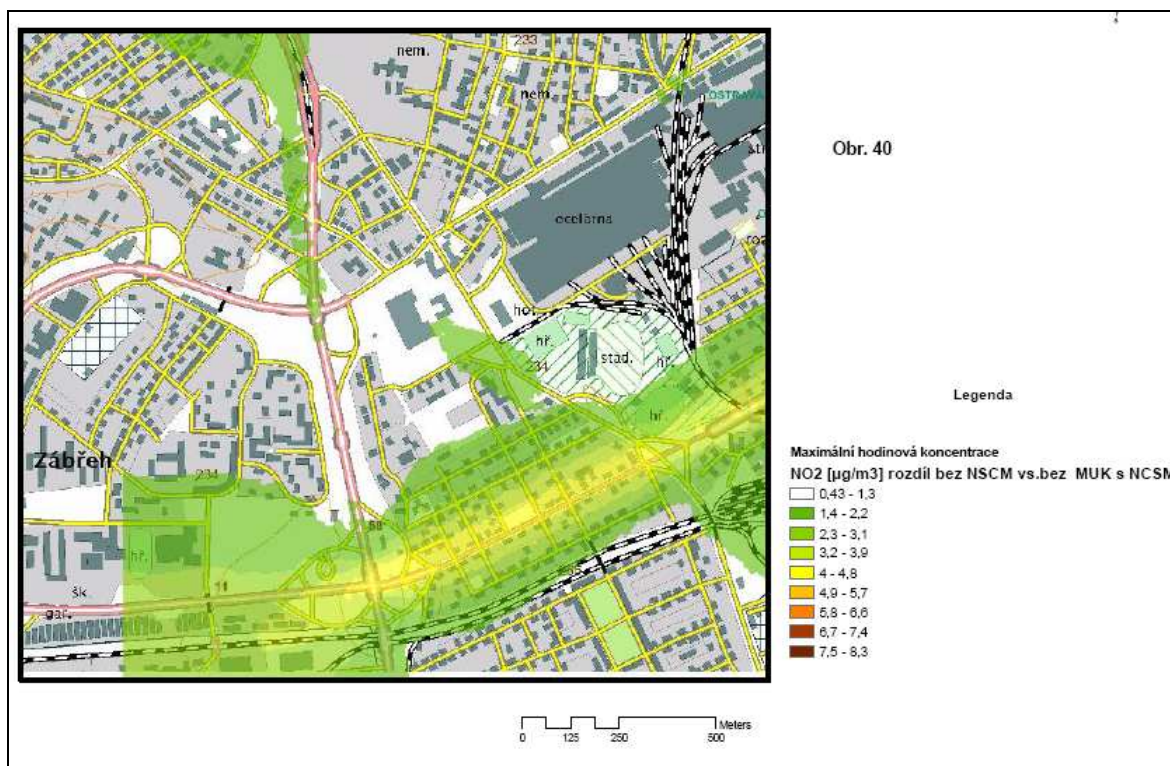 233
nem.
nem.
OSTRAVA
ocelárna
hot.
hř.
stad.
hř.
234
hř.
Zábřeh
234
hř.
11
šk.
gar.
Obr. 40
Legenda
Maximální hodinová koncentrace
NO2 [µg/m3] rozdíl bez NSCM vs.bez MUK s NCSM
0,43 - 1,3
1,4 - 2,2
2,3 - 3,1
3,2 - 3,9
4 - 4,8
4,9 - 5,7
5,8 - 6,6
6,7 - 7,4
7,5 - 8,3
Meters
0 125 250 500